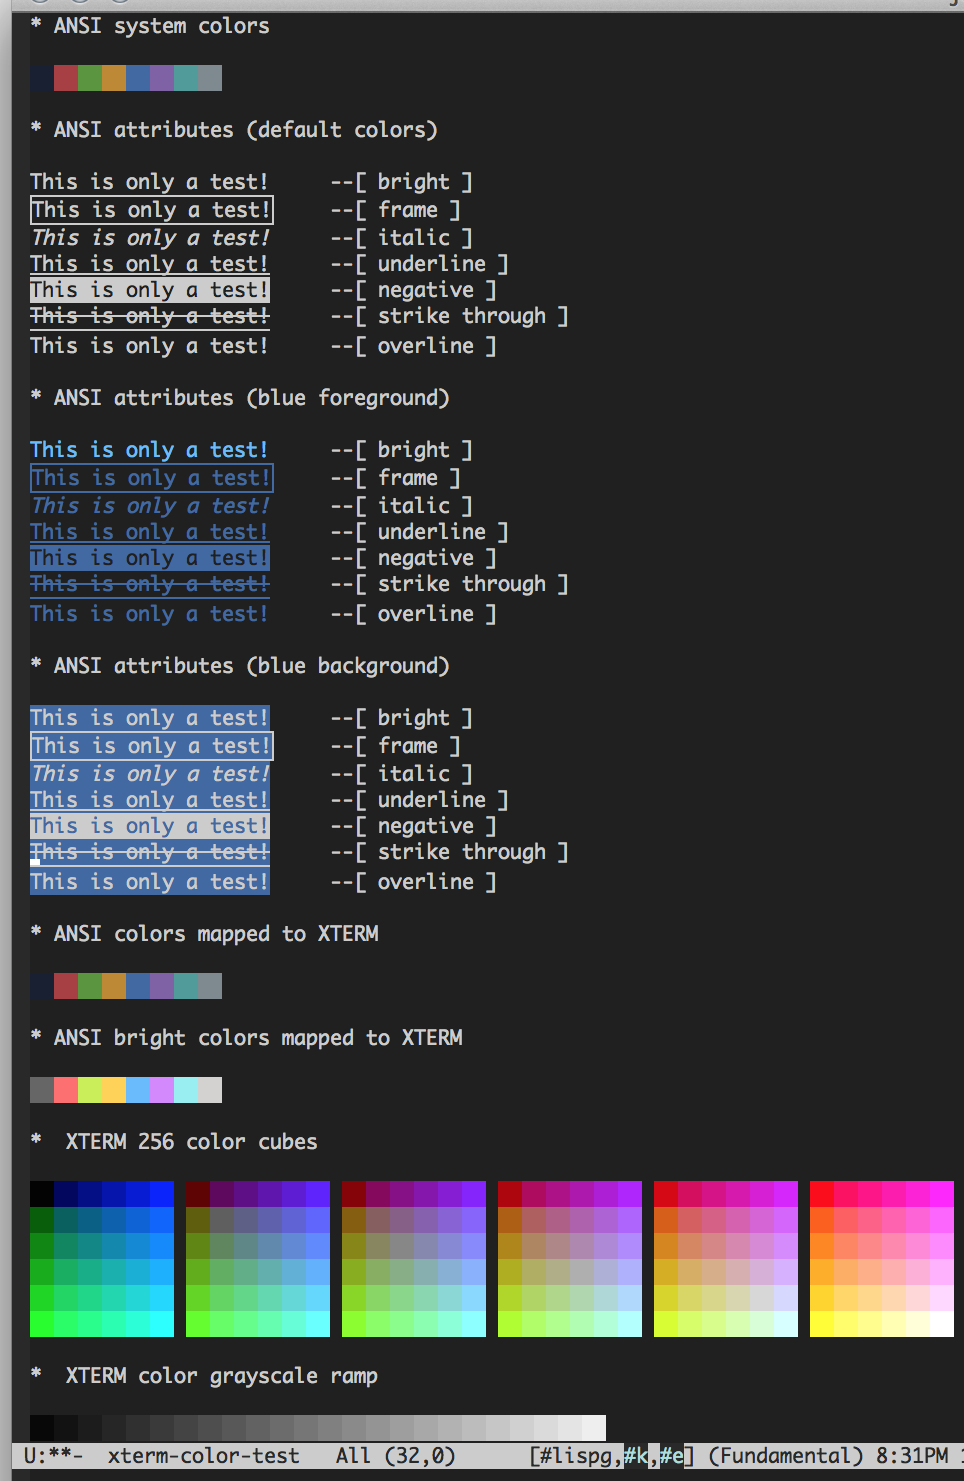 * ANSI system colors
* ANSI attributes (default colors)
This is only a test! --[ bright ]
This is only a test! --[ frame ]
This is only a test! --[ italic ]
This is only a test! --[ underline ]
This is only a test! --[ negative ]
This is only a test! --[ strike through ]
This is only a test! --[ overline ]
* ANSI attributes (blue foreground)
This is only a test! --[ bright ]
This is only a test! --[ frame ]
This is only a test! --[ italic ]
This is only a test! --[ underline ]
This is only a test! --[ negative ]
This is only a test! --[ strike through ]
This is only a test! --[ overline ]
* ANSI attributes (blue background)
This is only a test! --[ bright ]
This is only a test! --[ frame ]
This is only a test! --[ italic ]
This is only a test! --[ underline ]
This is only a test! --[ negative ]
This is only a test! --[ strike through ]
This is only a test! --[ overline ]
* ANSI colors mapped to XTERM
* ANSI bright colors mapped to XTERM
* XTERM 256 color cubes
* XTERM color grayscale ramp
U:**- xterm-color-test All (32,0) [#lispg,#k,#e] (Fundamental) 8:31PM